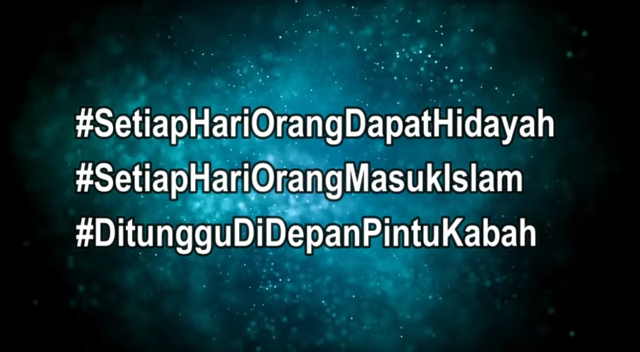 #SetiapHariOrangDapatHidayah
#SetiapHariOrangMasukIslam
#DitungguDiDepanPintuKabah